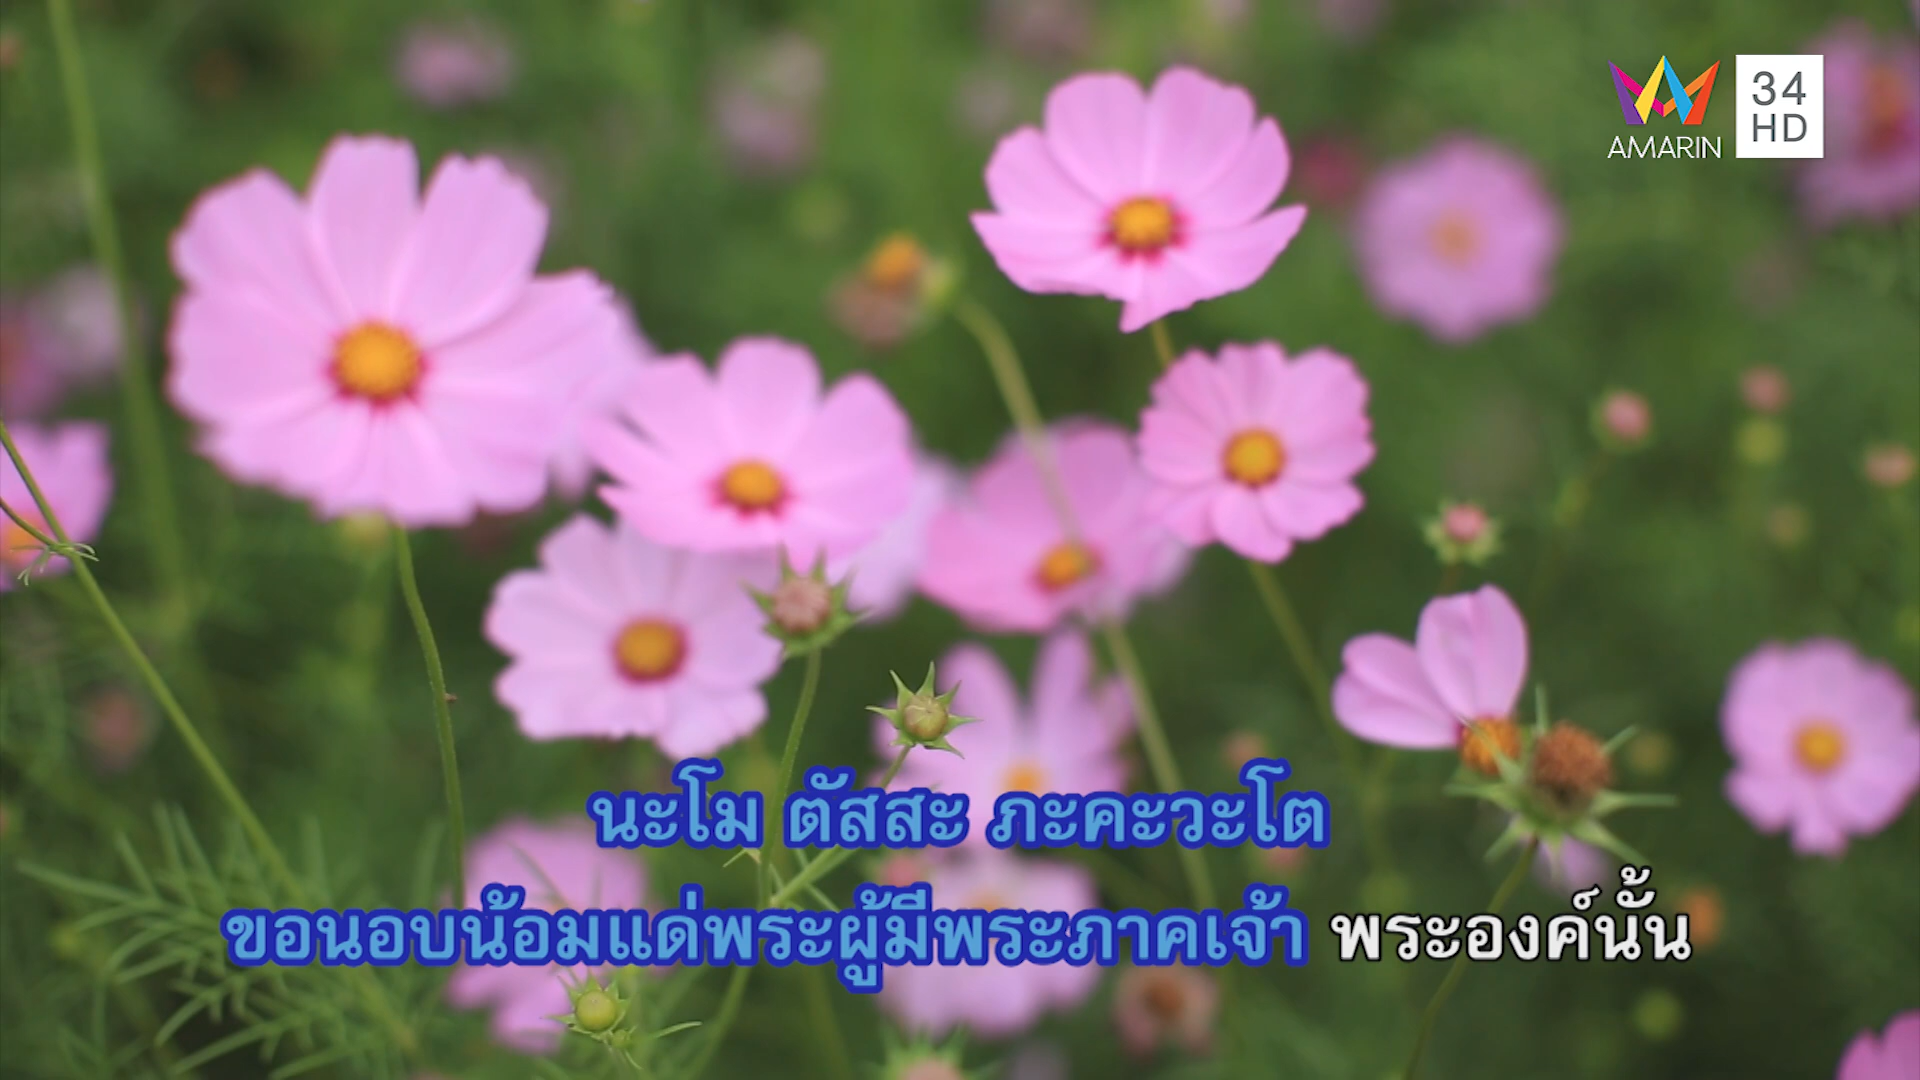 AMARIN
34
HD
นะโม ตัสสะ ภะคะวะโต
ขอนอบน้อมแด่พระผู้มีพระภาคเจ้า พระองค์นั้น